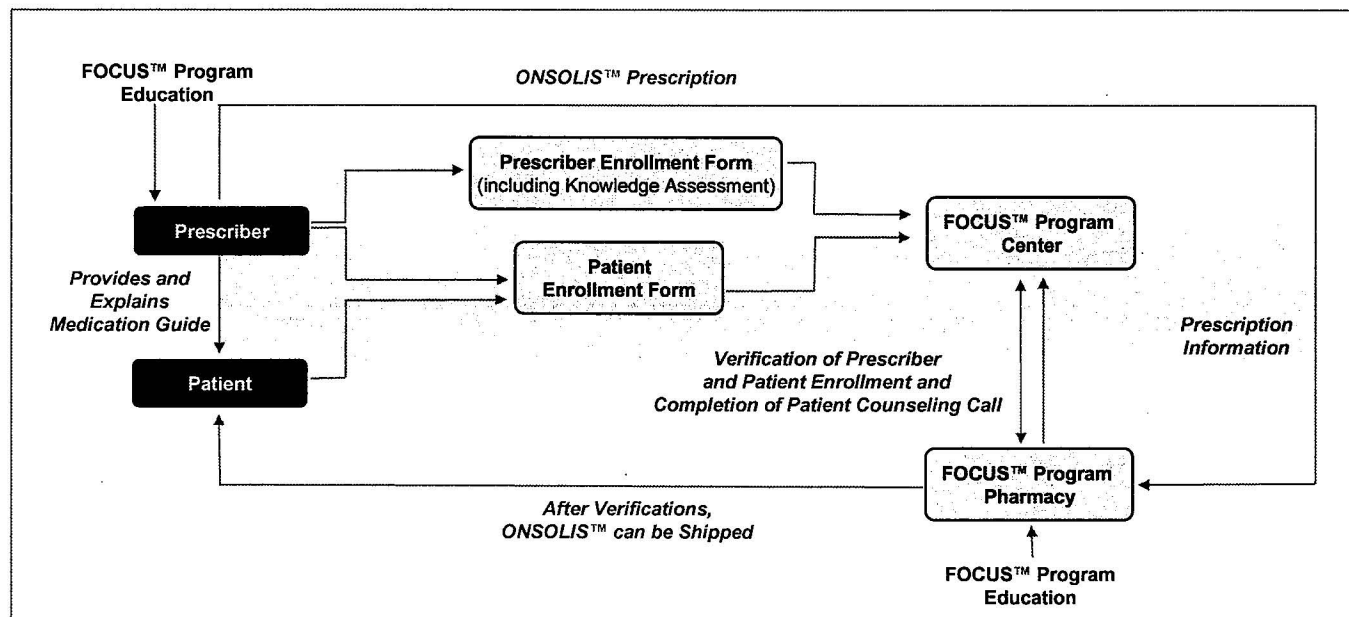 FOCUS™ Program
Education
ONSOLIS™ Prescription
Prescriber Enrollment Form
(including Knowledge Assessment)
Prescriber
FOCUS™ Program
Center
Patient
Enrollment Form
Provides and
Explains
Medication Guide
Prescription
Information
Patient
Verification of Prescriber
and Patient Enrollment and
Completion of Patient Counseling Call
FOCUS™ Program
Pharmacy
After Verifications,
ONSOLIS™ can be Shipped
FOCUS™ Program
Education